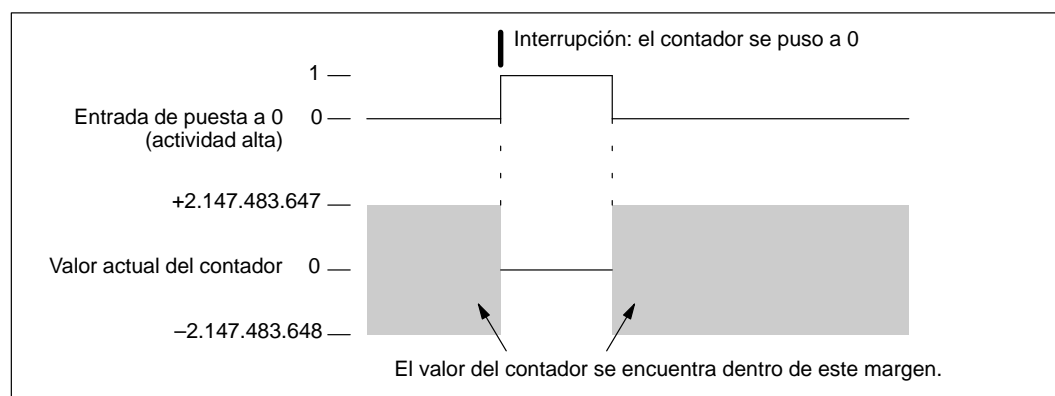 Interrupción: el contador se puso a 0
1
Entrada de puesta a 0 0
(actividad alta)
+2.147.483.647
Valor actual del contador 0
–2.147.483.648
El valor del contador se encuentra dentro de este margen.